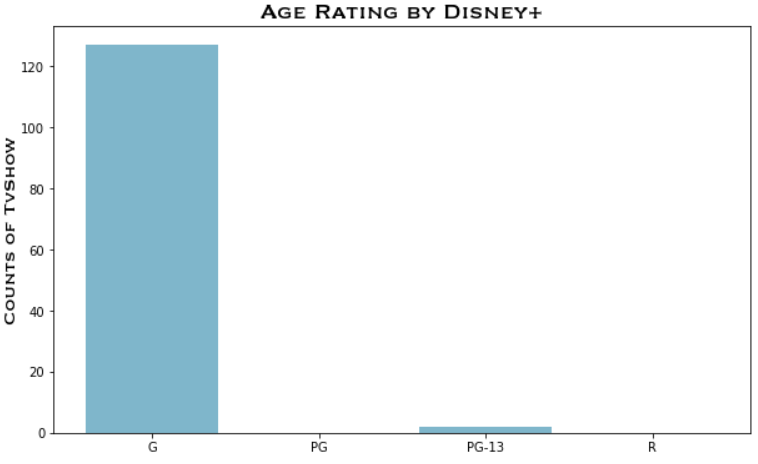 AGE RATING BY DISNEY+
COUNTS OF TVSHOW
120
100
80
60
40
20
0
G PG PG-13 R